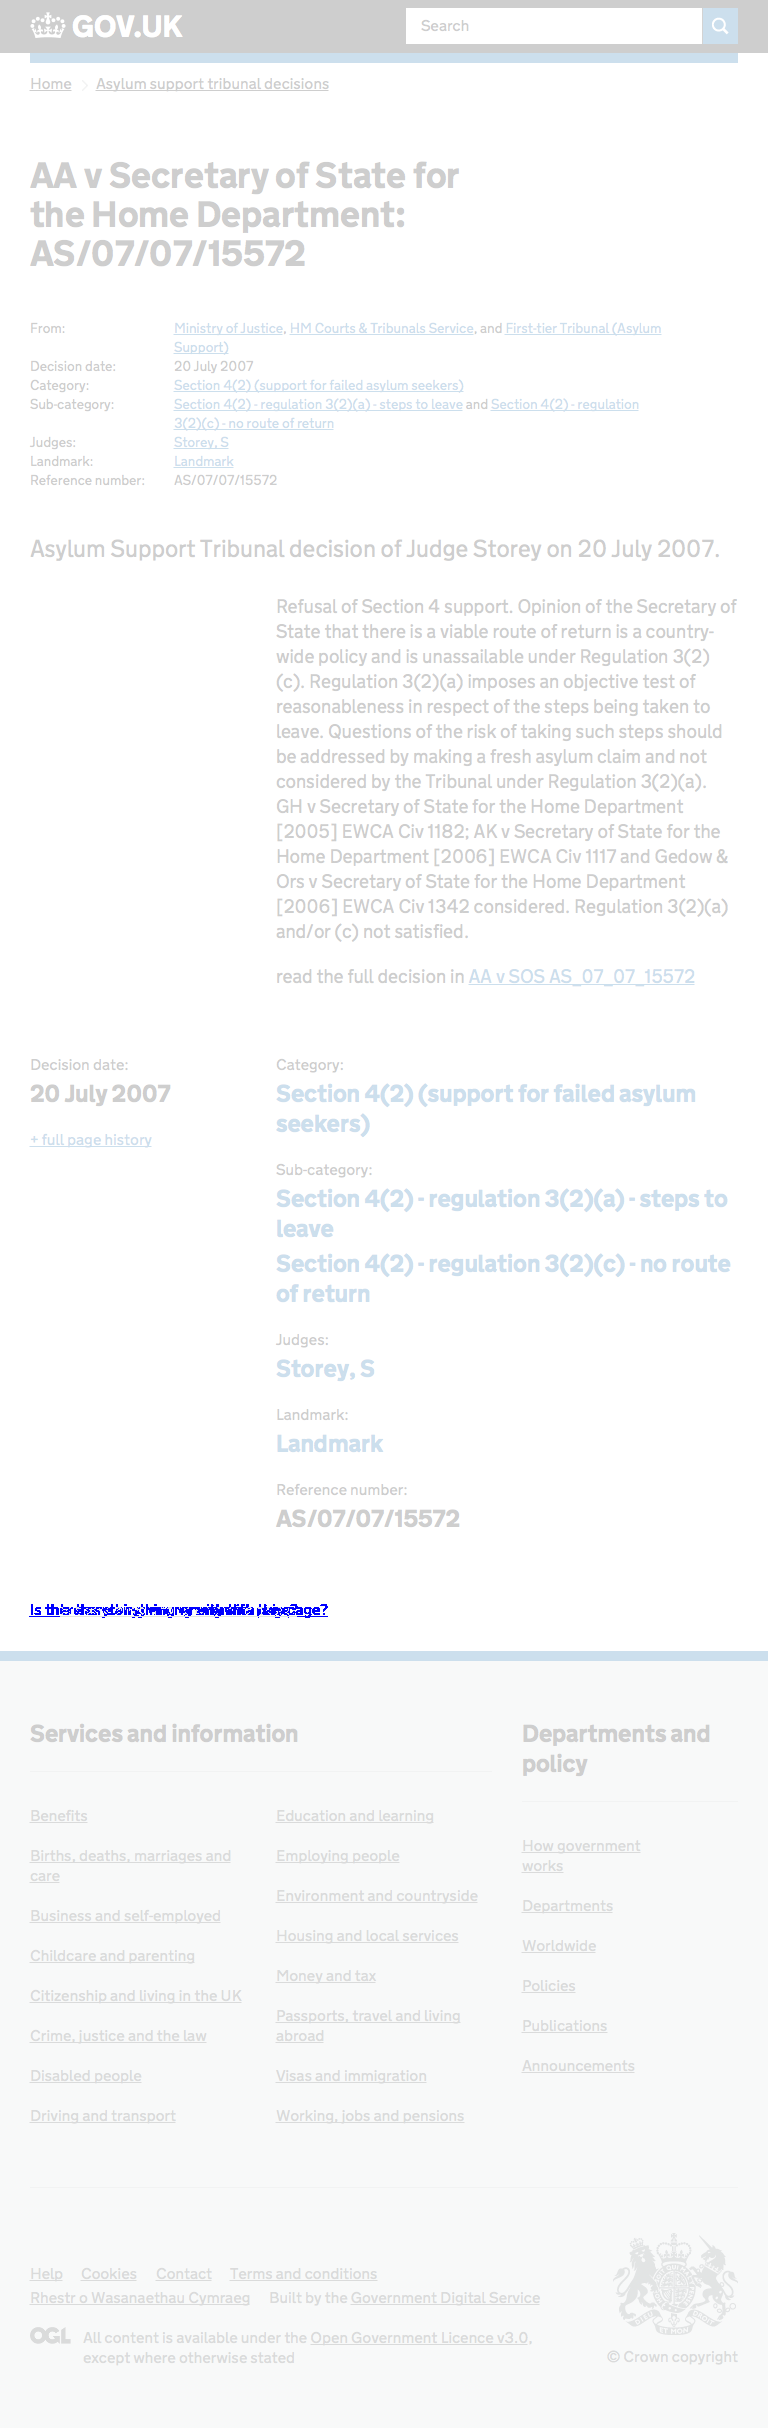 GOV.UK
Search
Home
Asylum support tribunal decisions
AA v Secretary of State for
the Home Department:
AS/07/07/15572
From: Ministry of Justice, HM Courts & Tribunals Service, and First-tier Tribunal (Asylum
Support)
Decision date: 20 July 2007
Category: Section 4(2) (support for failed asylum seekers)
Sub-category: Section 4(2) - regulation 3(2)(a) - steps to leave and Section 4(2) - regulation
3(2)(c) - no route of return
Judges: Storey, S
Landmark: Landmark
Reference number: AS/07/07/15572
Asylum Support Tribunal decision of Judge Storey on 20 July 2007.
Refusal of Section 4 support. Opinion of the Secretary of
State that there is a viable route of return is a country-
wide policy and is unassailable under Regulation 3(2)
(c). Regulation 3(2)(a) imposes an objective test of
reasonableness in respect of the steps being taken to
leave. Questions of the risk of taking such steps should
be addressed by making a fresh asylum claim and not
considered by the Tribunal under Regulation 3(2)(a).
GH v Secretary of State for the Home Department
[2005] EWCA Civ 1182; AK v Secretary of State for the
Home Department [2006] EWCA Civ 1117 and Gedow &
Ors v Secretary of State for the Home Department
[2006] EWCA Civ 1342 considered. Regulation 3(2)(a)
and/or (c) not satisfied.
read the full decision in AA v SOS AS_07_07_15572
Decision date:
20 July 2007
+ full page history
Category:
Section 4(2) (support for failed asylum
seekers)
Sub-category:
Section 4(2) - regulation 3(2)(a) - steps to
leave
Section 4(2) - regulation 3(2)(c) - no route
of return
Judges:
Storey, S
Landmark:
Landmark
Reference number:
AS/07/07/15572
Services and information
Benefits
Births, deaths, marriages and
care
Business and self-employed
Childcare and parenting
Citizenship and living in the UK
Crime, justice and the law
Disabled people
Driving and transport
Education and learning
Employing people
Environment and countryside
Housing and local services
Money and tax
Passports, travel and living
abroad
Visas and immigration
Working, jobs and pensions
Departments and
policy
How government
works
Departments
Worldwide
Policies
Publications
Announcements
Help Cookies Contact Terms and conditions
Rhestr o Wasanaethau Cymraeg Built by the Government Digital Service
OGL All content is available under the Open Government Licence v3.0,
except where otherwise stated
© Crown copyright